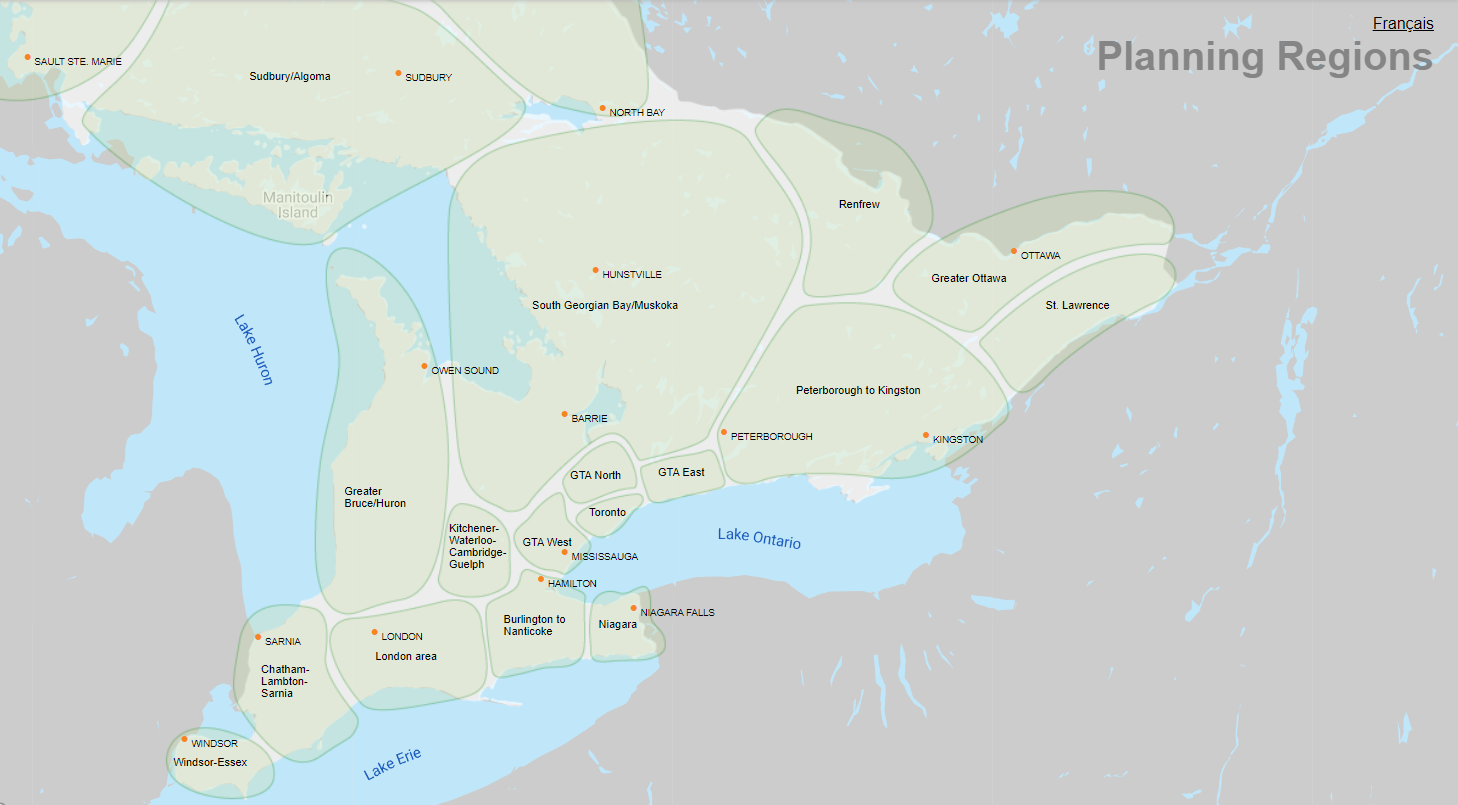 Français
Planning Regions
SAULT STE. MARIE
Sudbury/Algoma
SUDBURY
NORTH BAY
Manitoulin
Island
Renfrew
OTTAWA
Greater Ottawa
HUNSTVILLE
South Georgian Bay/Muskoka
St. Lawrence
Lake Huron
OWEN SOUND
Peterborough to Kingston
BARRIE
PETERBOROUGH
KINGSTON
GTA North
GTA East
Greater
Bruce/Huron
Toronto
Kitchener-
Waterloo-
Cambridge-
Guelph
GTA West
MISSISSAUGA
Lake Ontario
HAMILTON
NIAGARA FALLS
Burlington to
Nanticoke
Niagara
SARNIA
LONDON
London area
Chatham-
Lambton-
Sarnia
WINDSOR
Windsor-Essex
Lake Erie